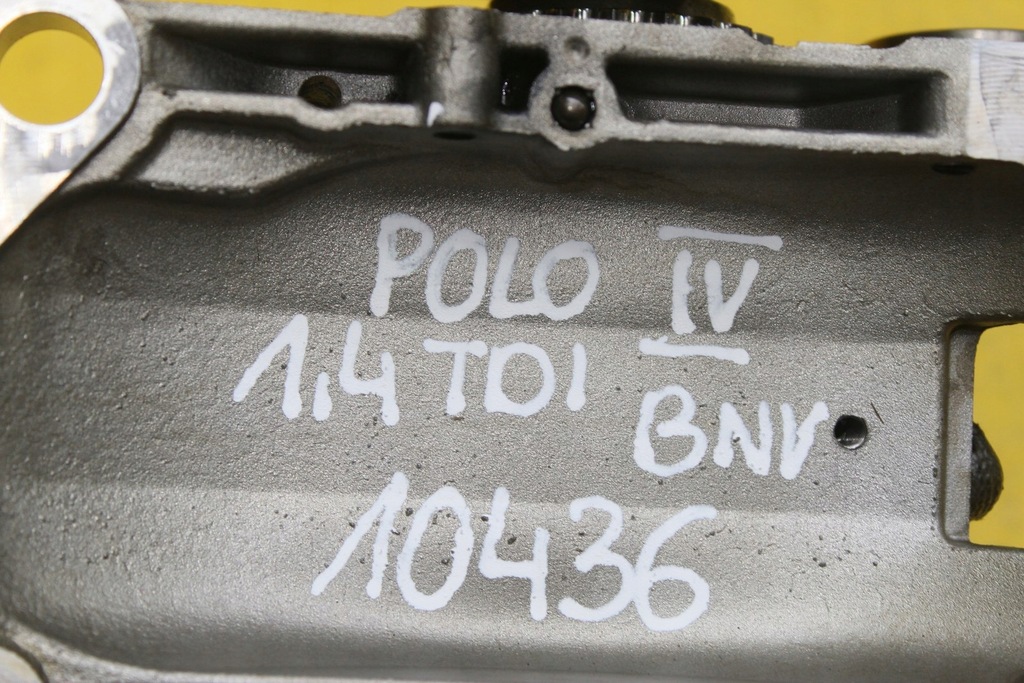 POLO IV
1,4 TDI
BNV
10436